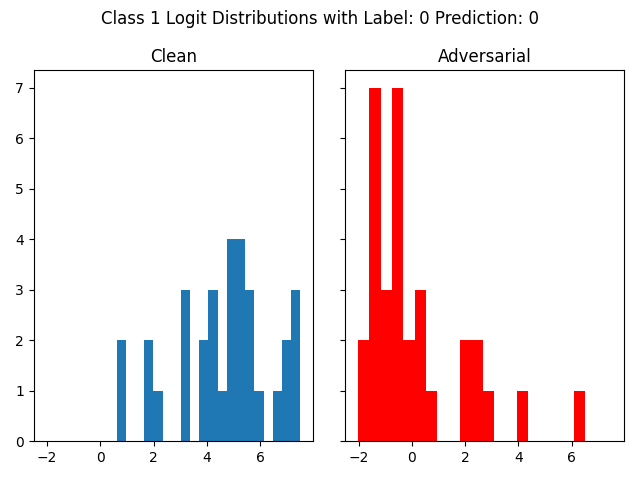 Class 1 Logit Distributions with Label: 0 Prediction: 0
Clean
Adversarial
7
6
5
4
3
2
1
0
−2 0 2 4 6
−2 0 2 4 6